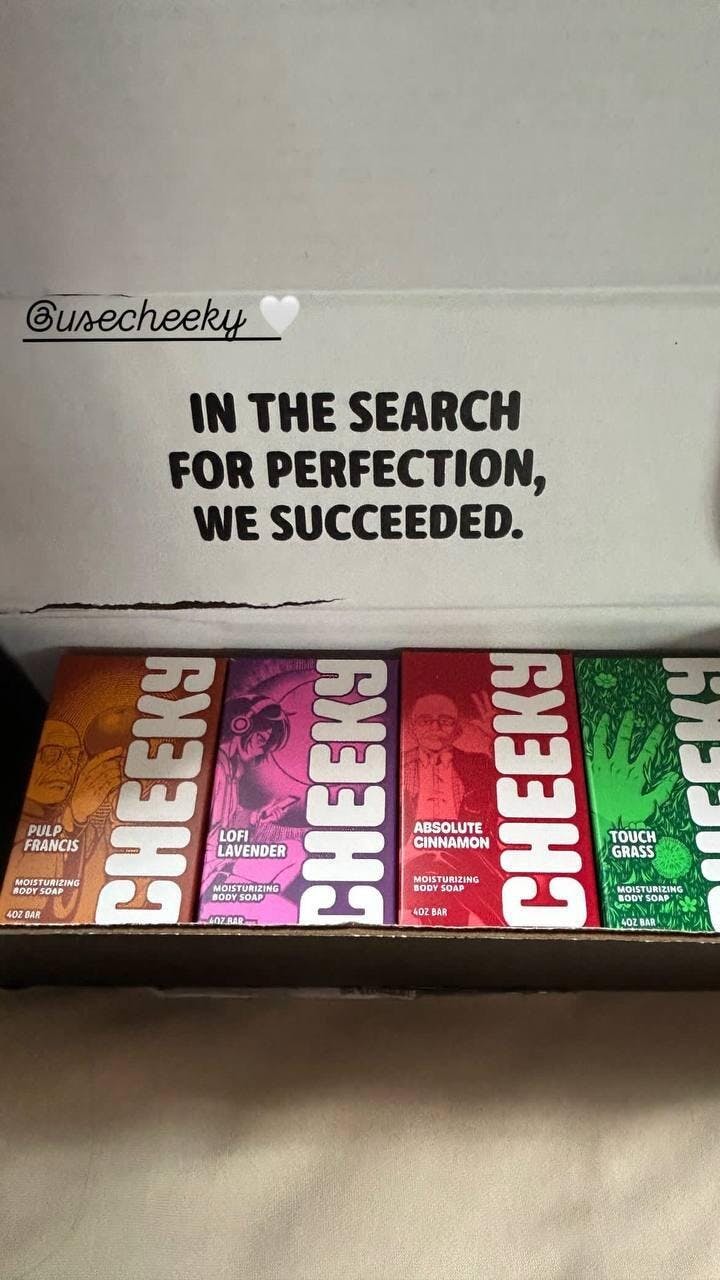 @usecheeky 🤍
IN THE SEARCH
FOR PERFECTION,
WE SUCCEEDED.
CHEEKY
PULP
FRANCIS
MOISTURIZING
BODY SOAP
4OZ BAR
CHEEKY
LOFI
LAVENDER
MOISTURIZING
BODY SOAP
4OZ BAR
CHEEKY
ABSOLUTE
CINNAMON
MOISTURIZING
BODY SOAP
4OZ BAR
CHEEKY
TOUCH
GRASS
MOISTURIZING
BODY SOAP
4OZ BAR